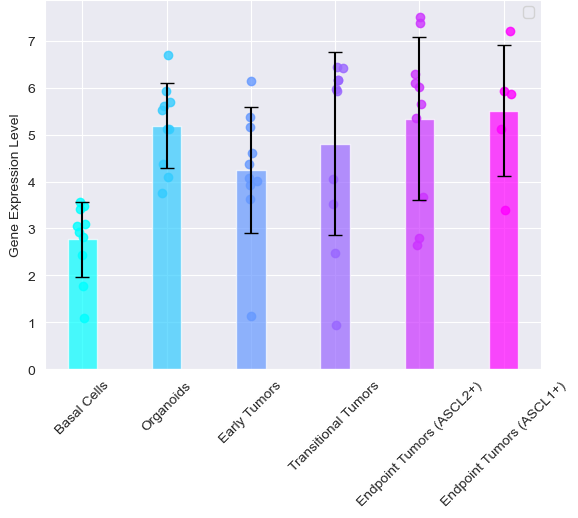 Gene Expression Level
7
6
5
4
3
2
1
0
Basal Cells
Organoids
Early Tumors
Transitional Tumors
Endpoint Tumors (ASCL2+)
Endpoint Tumors (ASCL1+)